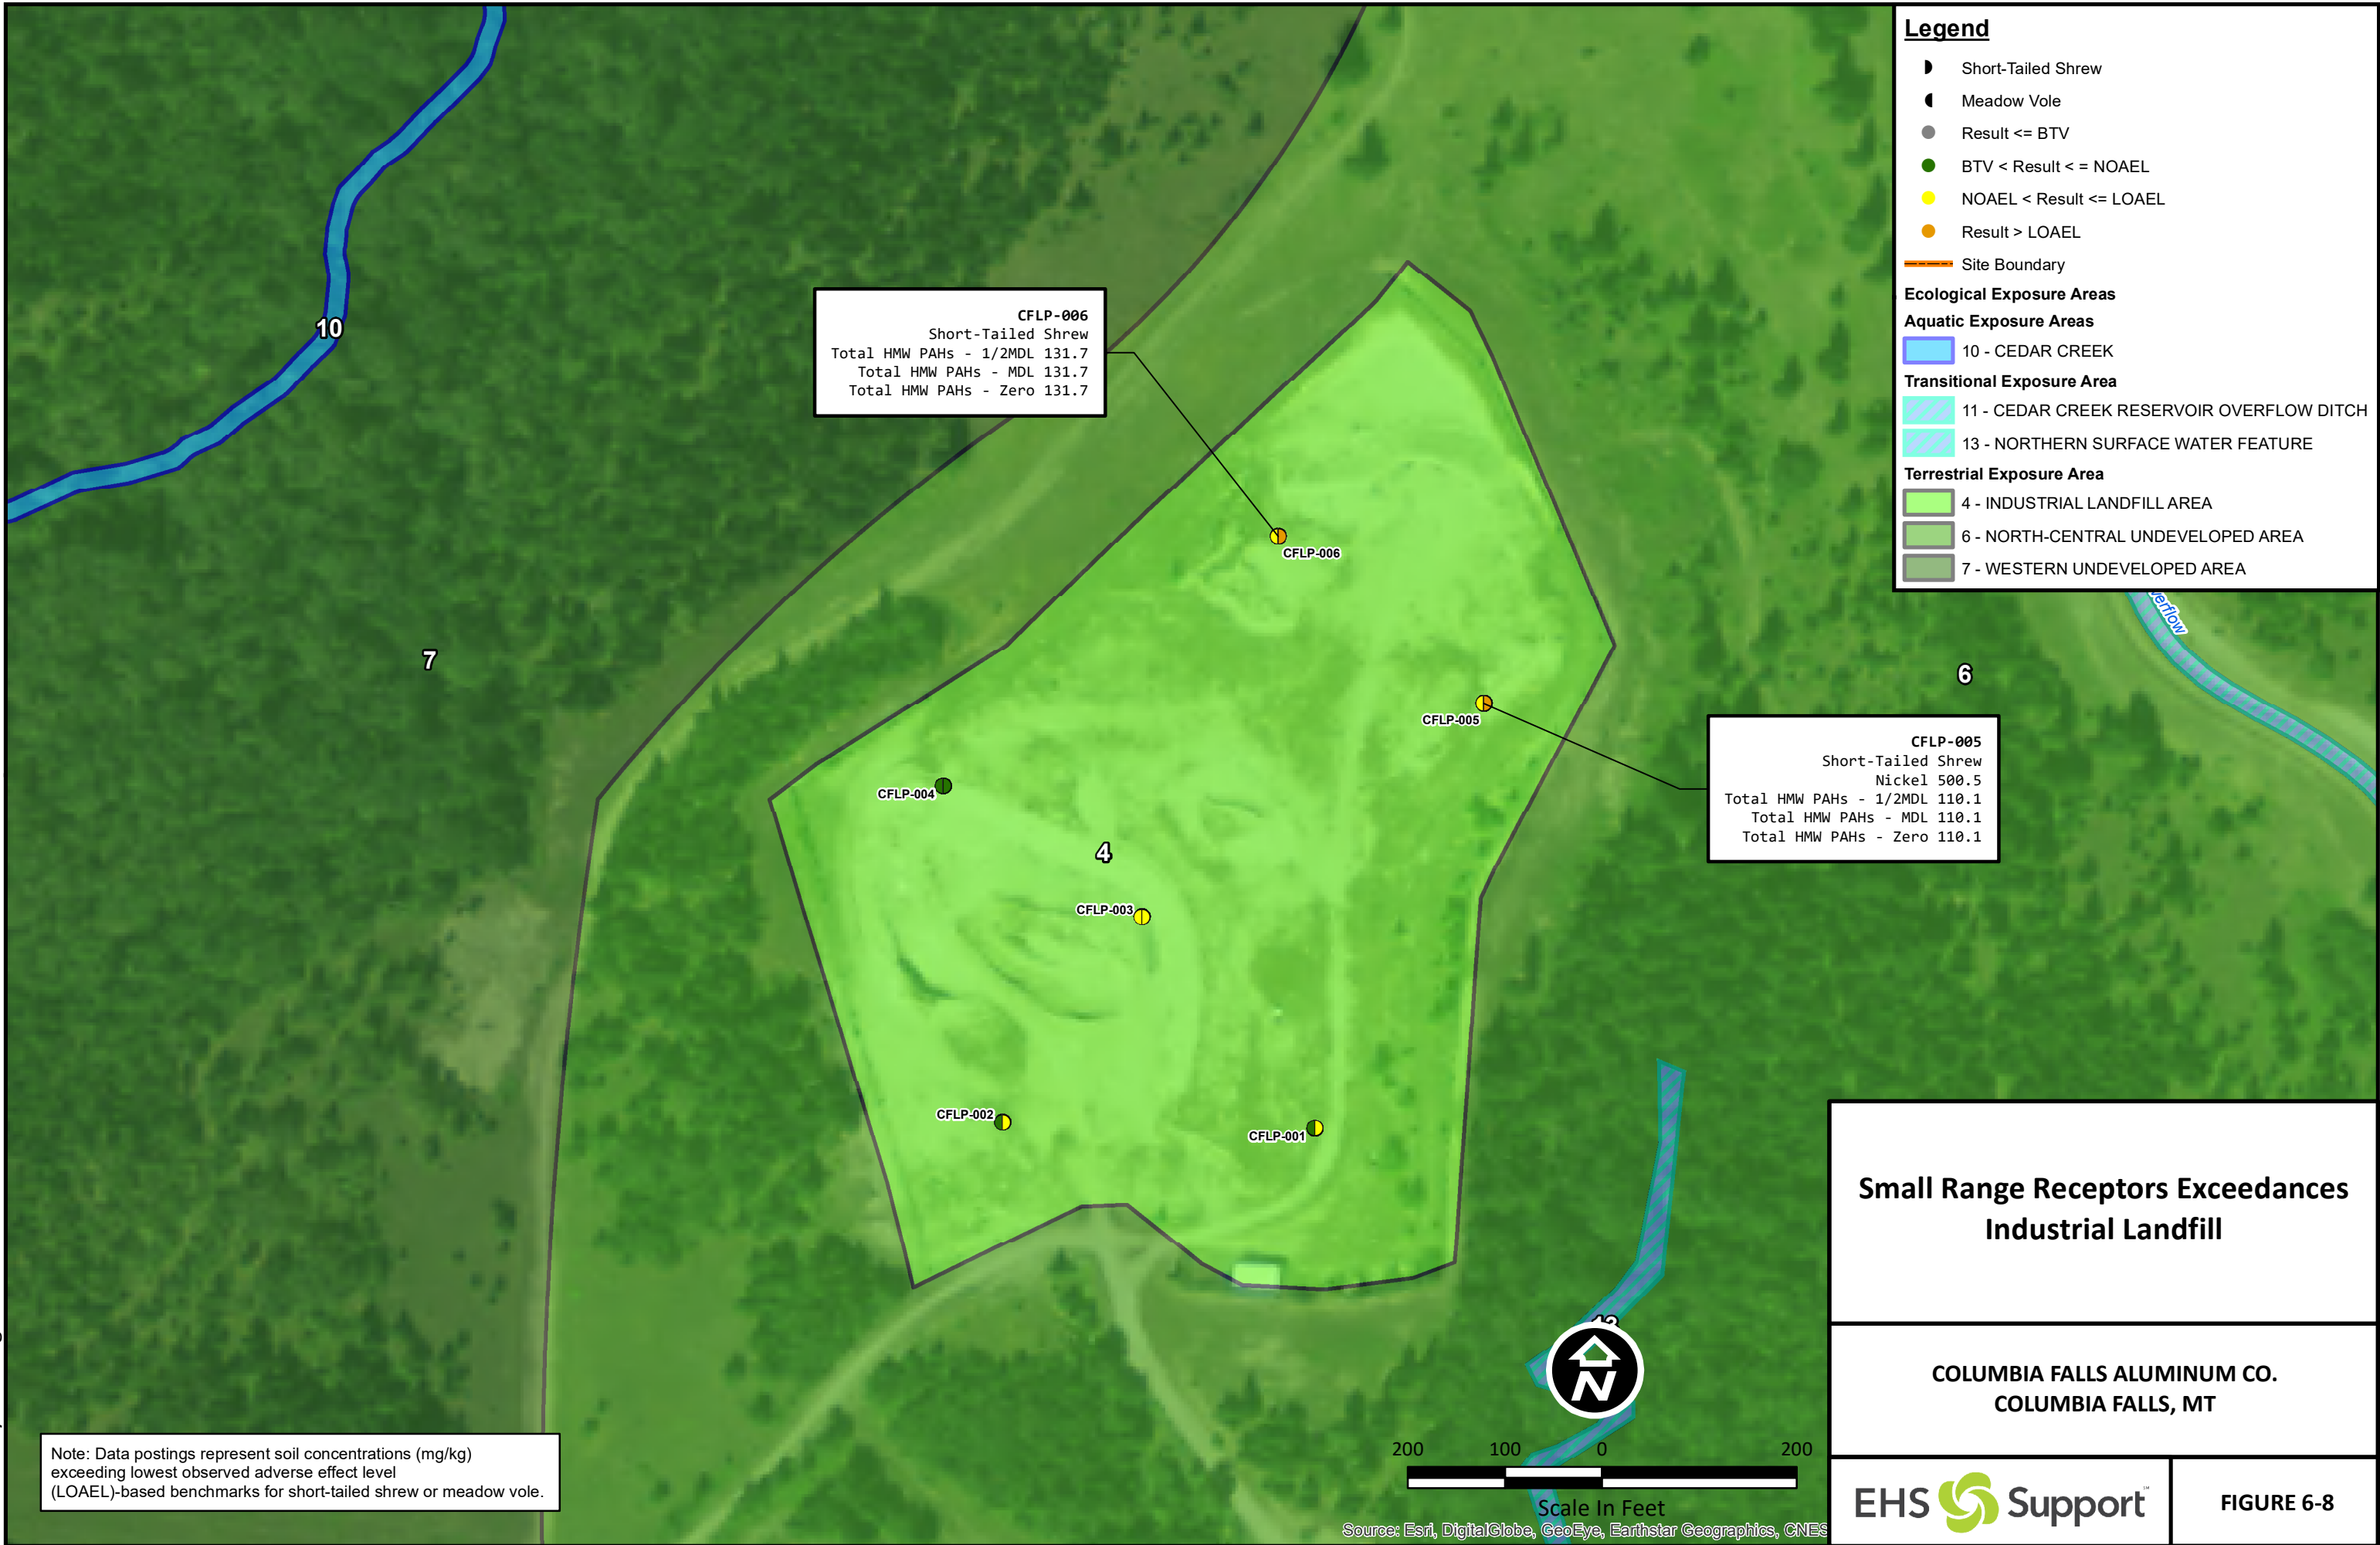 Legend
Short-Tailed Shrew
Meadow Vole
Result <= BTV
BTV < Result < = NOAEL
NOAEL < Result <= LOAEL
Result > LOAEL
Site Boundary
Ecological Exposure Areas
Aquatic Exposure Areas
10 - CEDAR CREEK
Transitional Exposure Area
11 - CEDAR CREEK RESERVOIR OVERFLOW DITCH
13 - NORTHERN SURFACE WATER FEATURE
Terrestrial Exposure Area
4 - INDUSTRIAL LANDFILL AREA
6 - NORTH-CENTRAL UNDEVELOPED AREA
7 - WESTERN UNDEVELOPED AREA
10
CFLP-006
Short-Tailed Shrew
Total HMW PAHs - 1/2MDL 131.7
Total HMW PAHs - MDL 131.7
Total HMW PAHs - Zero 131.7
CFLP-006
7
6
CFLP-005
CFLP-005
Short-Tailed Shrew
Nickel 500.5
Total HMW PAHs - 1/2MDL 110.1
Total HMW PAHs - MDL 110.1
Total HMW PAHs - Zero 110.1
CFLP-004
4
CFLP-003
CFLP-002
CFLP-001
N
200 100 0 200
Scale In Feet
Source: Esri, DigitalGlobe, GeoEye, Earthstar Geographics, CNES
Note: Data postings represent soil concentrations (mg/kg)
exceeding lowest observed adverse effect level
(LOAEL)-based benchmarks for short-tailed shrew or meadow vole.
Small Range Receptors Exceedances
Industrial Landfill
COLUMBIA FALLS ALUMINUM CO.
COLUMBIA FALLS, MT
EHS Support
FIGURE 6-8